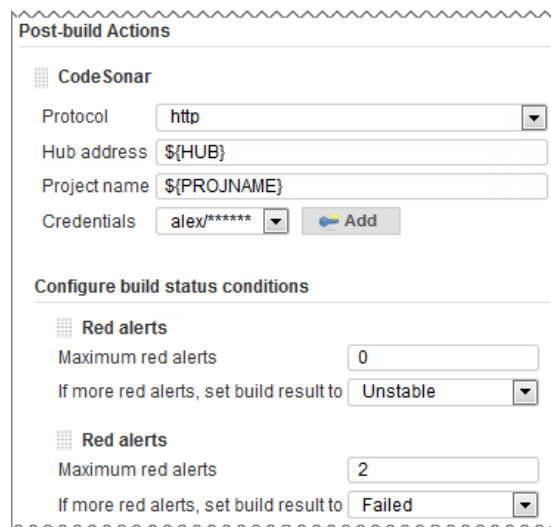 Post-build Actions
CodeSonar
Protocol http
Hub address ${HUB}
Project name ${PROJNAME}
Credentials alex/****** Add
Configure build status conditions
Red alerts
Maximum red alerts 0
If more red alerts, set build result to Unstable
Red alerts
Maximum red alerts 2
If more red alerts, set build result to Failed